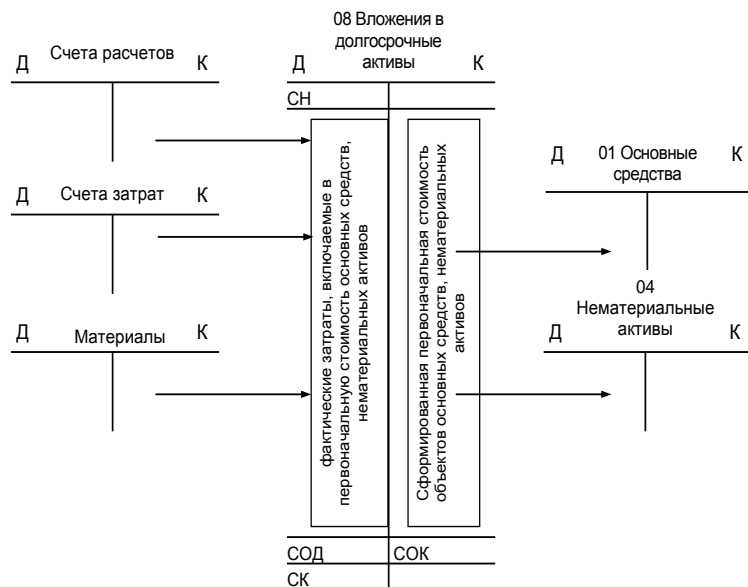 08 Вложения в
долгосрочные
активы
Д
К
Счета расчетов
Д
К
СН
Счета затрат
Д
К
Материалы
Д
К
фактические затраты, включаемые в
первоначальную стоимость основных средств,
нематериальных активов
Сформированная первоначальная стоимость
объектов основных средств, нематериальных
активов
Д
01 Основные
средства
К
04
Нематериальные
активы
Д
К
СОД
СОК
СК